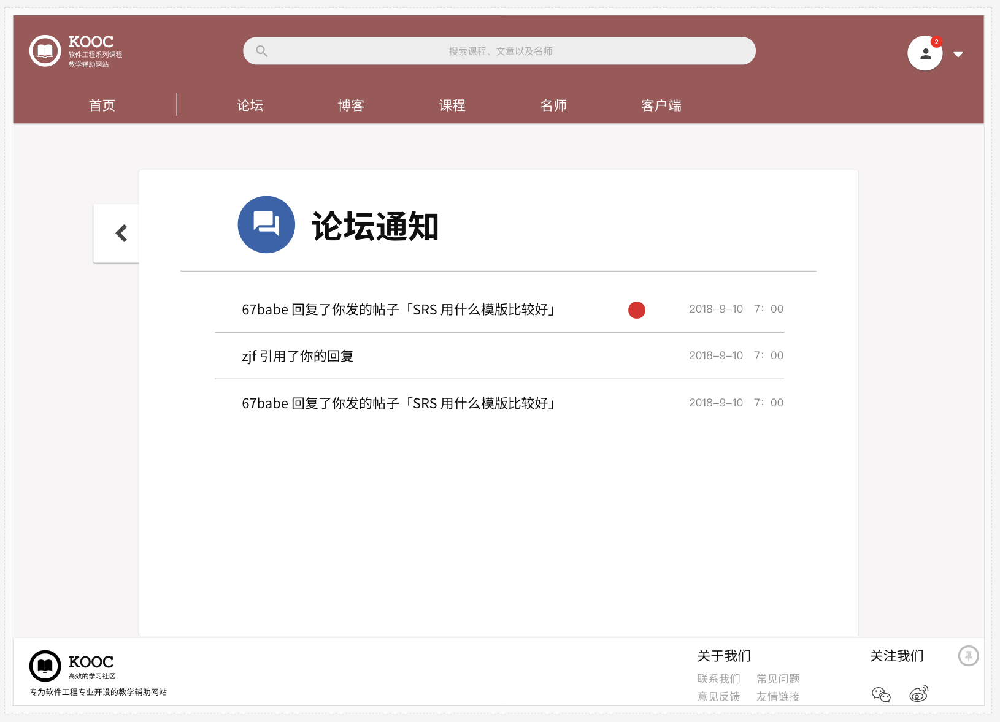 KOOC
软件工程系列课程
教学辅助网站
搜索课程、文章以及名师
2
首页
论坛
博客
课程
名师
客户端
论坛通知
67babe 回复了你发的帖子「SRS 用什么模版比较好」
2018-9-10 7：00
zjf 引用了你的回复
2018-9-10 7：00
67babe 回复了你发的帖子「SRS 用什么模版比较好」
2018-9-10 7：00
KOOC
高效的学习社区
专为软件工程专业开设的教学辅助网站
关于我们
联系我们 常见问题
意见反馈 友情链接
关注我们